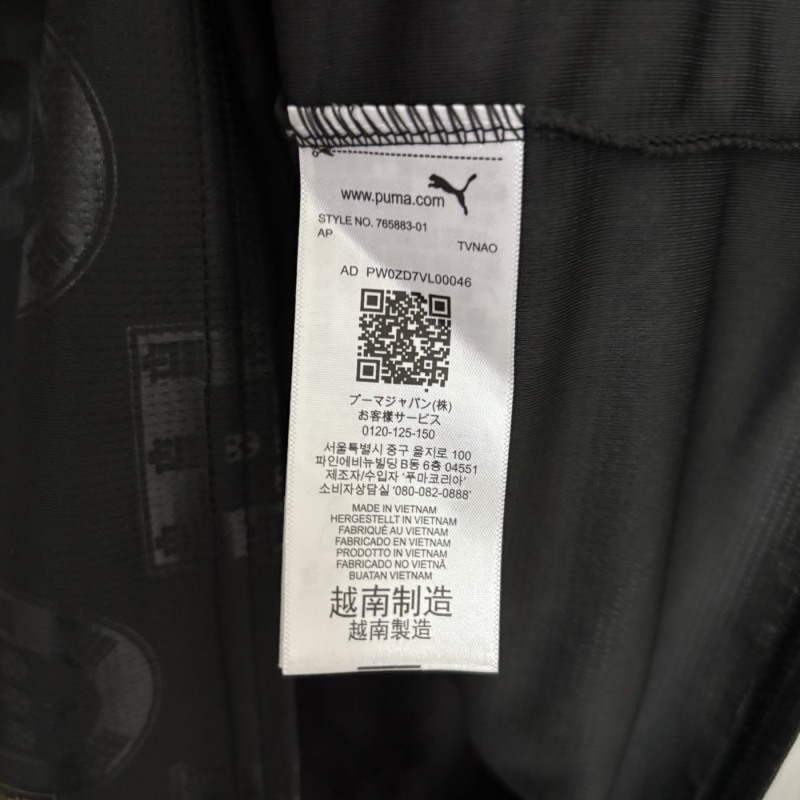 www.puma.com
STYLE NO. 765883-01
AP
TVNAO
AD PW0ZD7VL00046
プーマジャパン(株)
お客様サービス
0120-125-150
서울특별시 중구 을지로 100
파인에비뉴빌딩 B동 6층 04551
제조자/수입자 '푸마코리아'
소비자상담실 '080-082-0888'
MADE IN VIETNAM
HERGESTELLT IN VIETNAM
FABRIQUÉ AU VIETNAM
FABRICADO EN VIETNAM
PRODOTTO IN VIETNAM
FABRICADO NO VIETNÃ
BUATAN VIETNAM
越南制造
越南製造